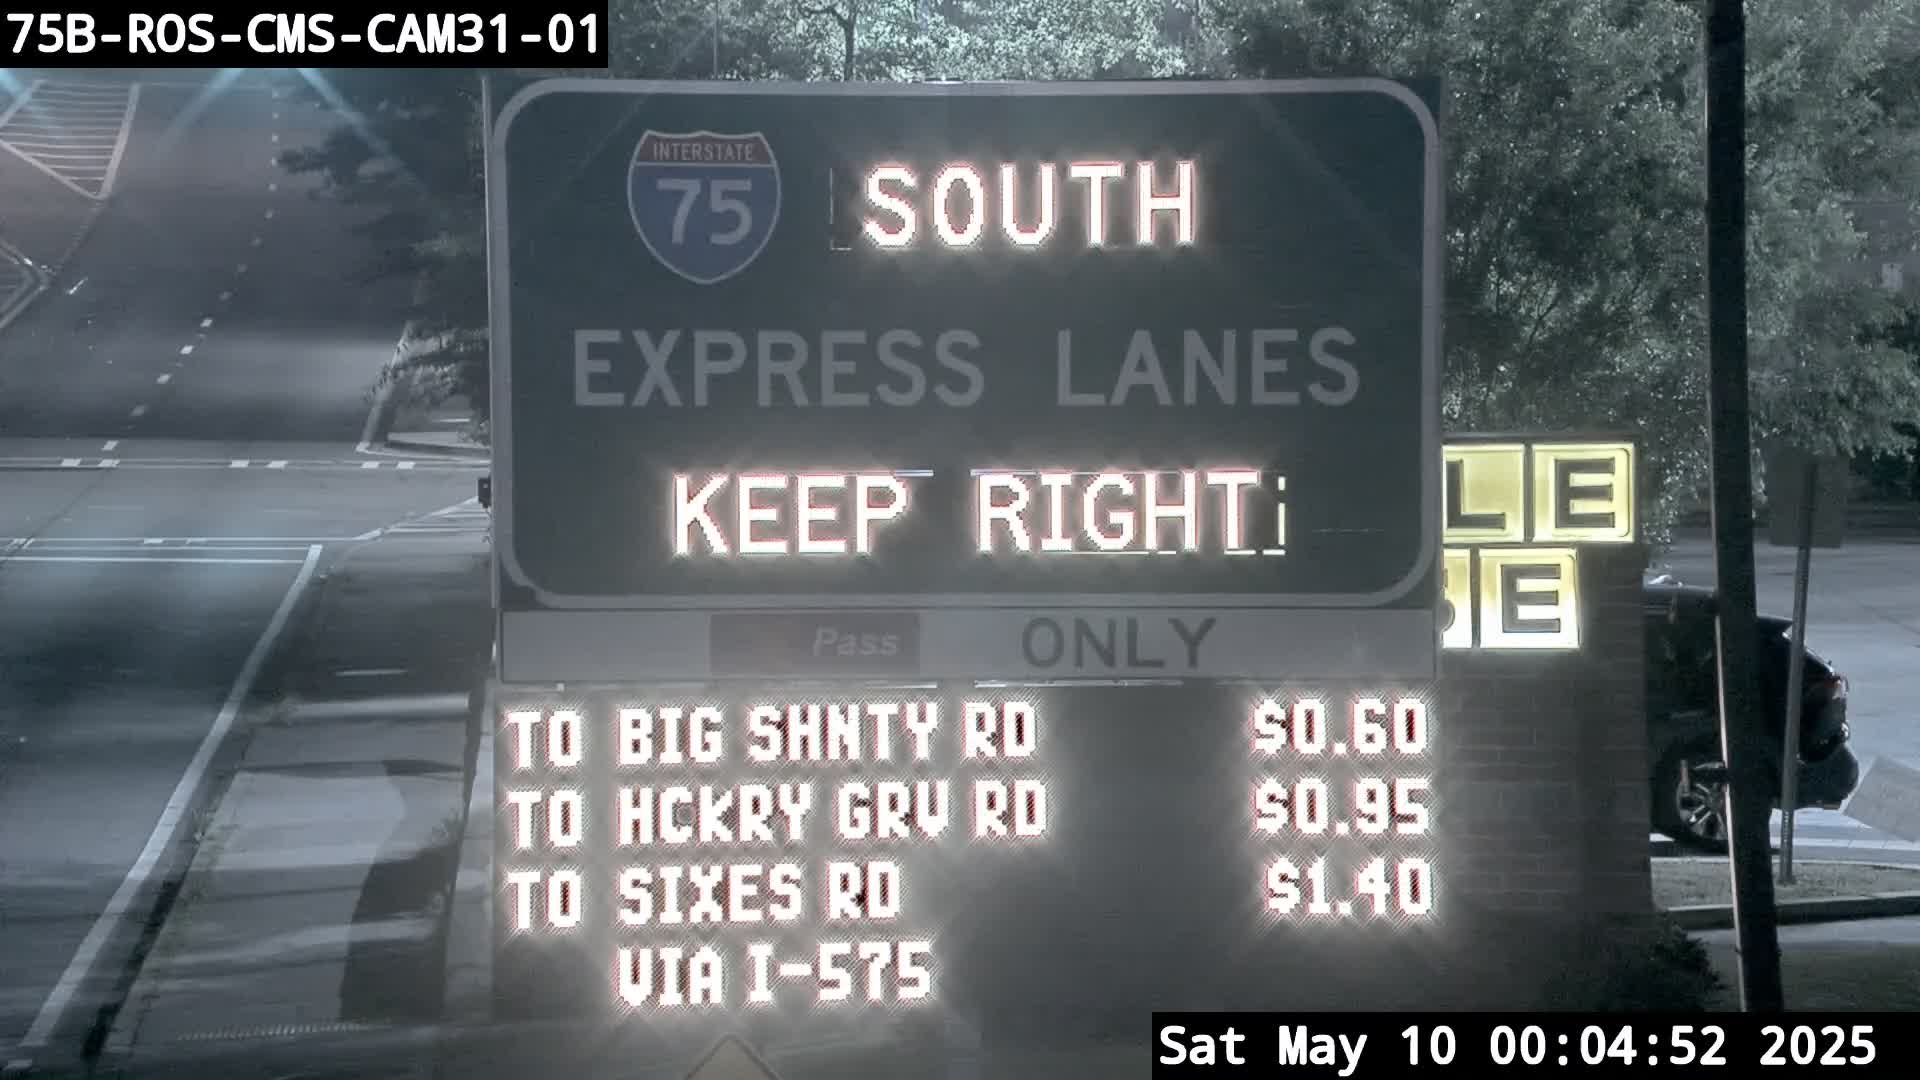 75B-ROS-CMS-CAM31-01
INTERSTATE
75
SOUTH
EXPRESS LANES
KEEP RIGHT
Pass ONLY
TO BIG SHNTY RD $0.60
TO HCKRY GRV RD $0.95
TO SIXES RD $1.40
VIA I-575
LE
E
Sat May 10 00:04:52 2025